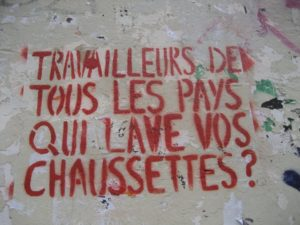 TRAVAILLEURS DE
TOUS LES PAYS
QUI LAVE VOS
CHAUSSETTES?